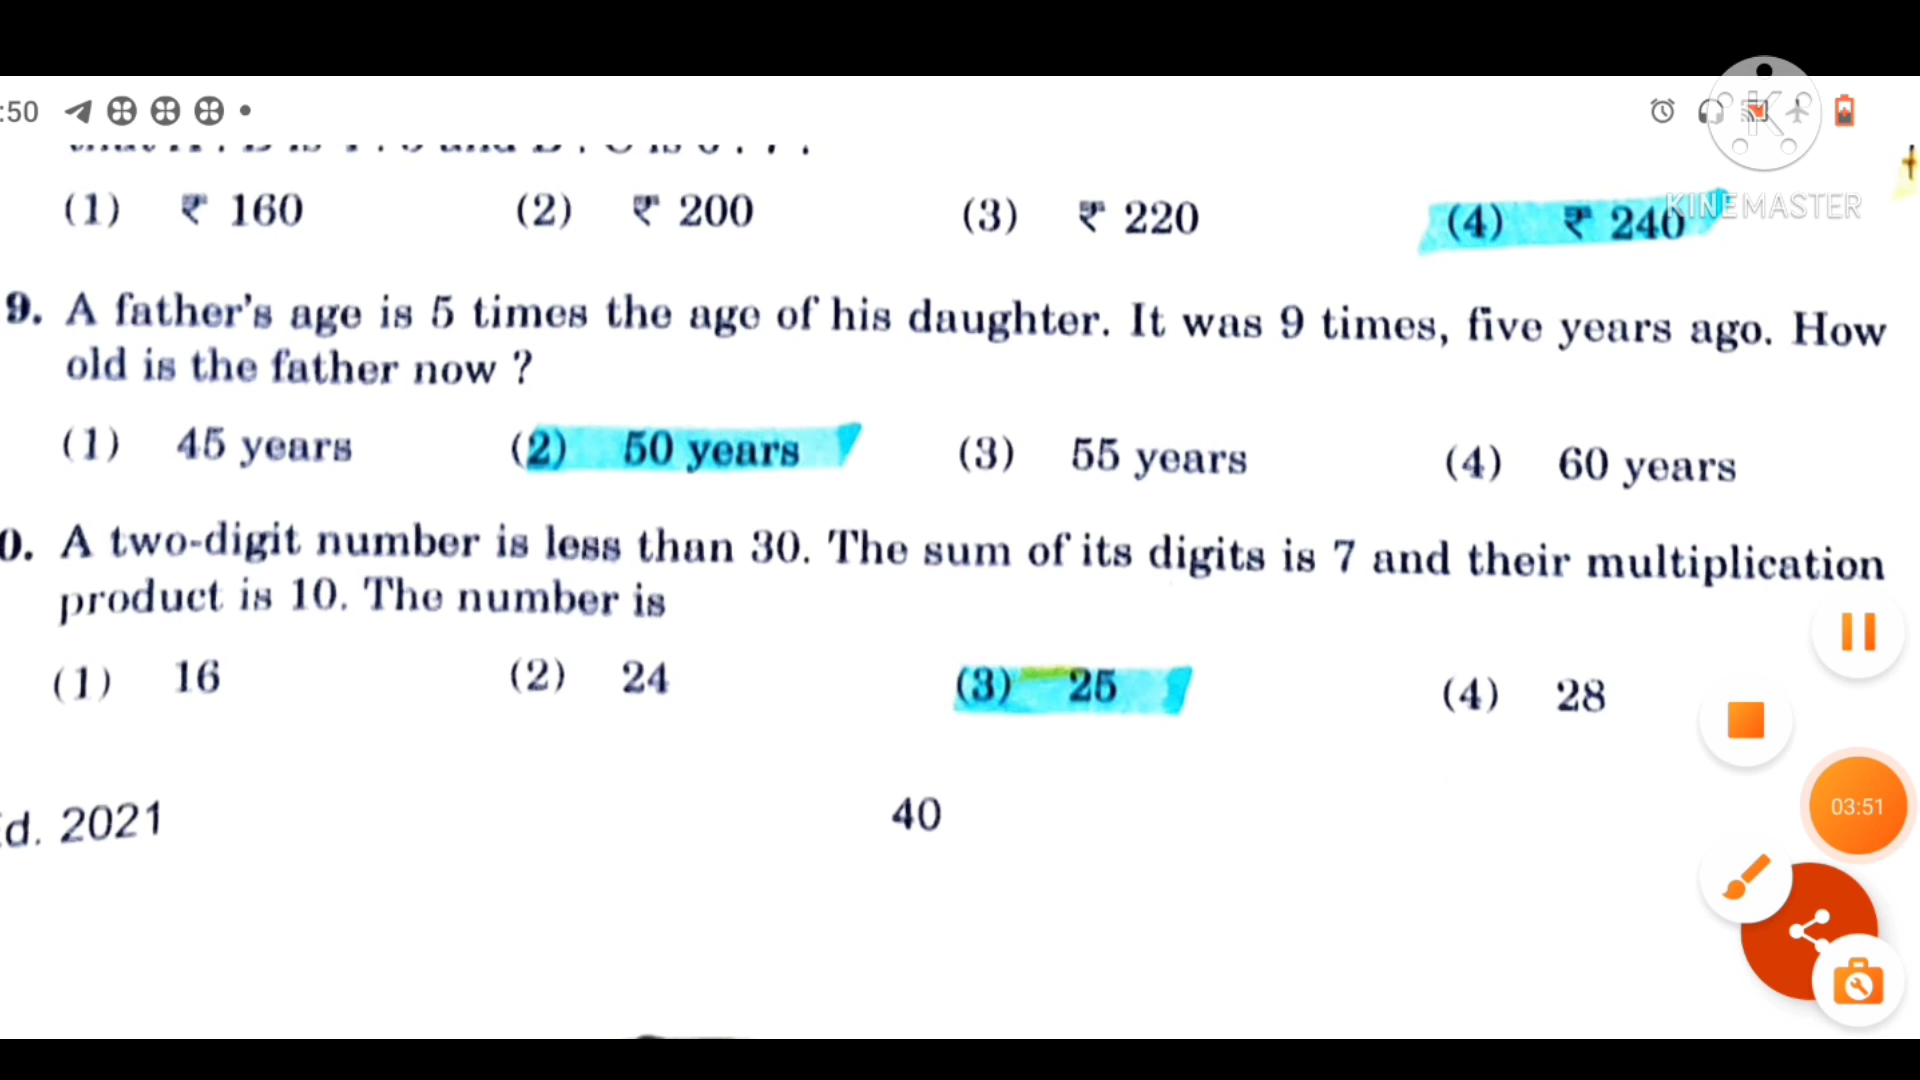 :50
KINEMASTER
(1) ₹ 160 (2) ₹ 200 (3) ₹ 220 (4) ₹ 240
9. A father's age is 5 times the age of his daughter. It was 9 times, five years ago. How
old is the father now ?
(1) 45 years (2) 50 years (3) 55 years (4) 60 years
0. A two-digit number is less than 30. The sum of its digits is 7 and their multiplication
product is 10. The number is
(1) 16 (2) 24 (3) 25 (4) 28
d. 2021 40
03:51